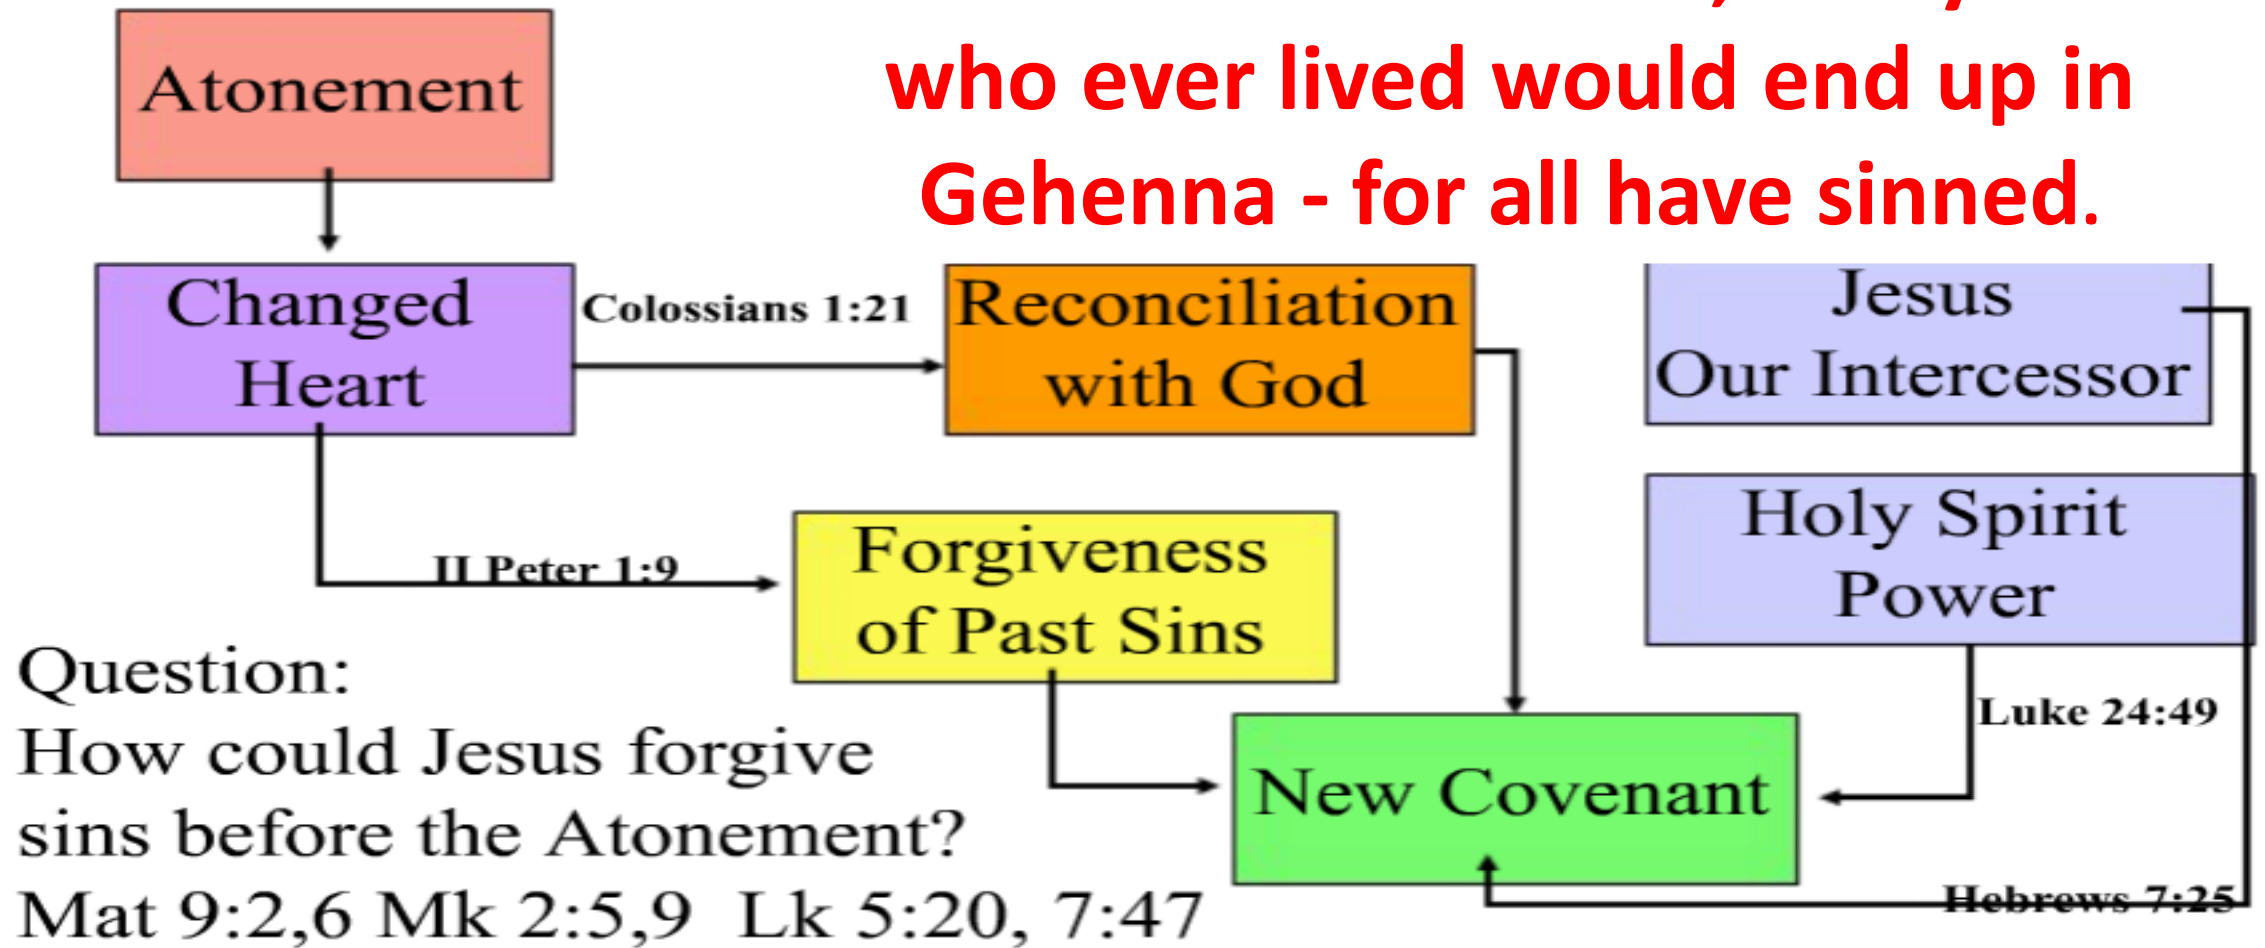 Atonement
who ever lived would end up in
Gehenna - for all have sinned.
Changed
Heart
Colossians 1:21
Reconciliation
with God
Jesus
Our Intercessor
Holy Spirit
Power
II Peter 1:9
Forgiveness
of Past Sins
Luke 24:49
New Covenant
Hebrews 7:25
Question:
How could Jesus forgive
sins before the Atonement?
Mat 9:2,6 Mk 2:5,9 Lk 5:20, 7:47